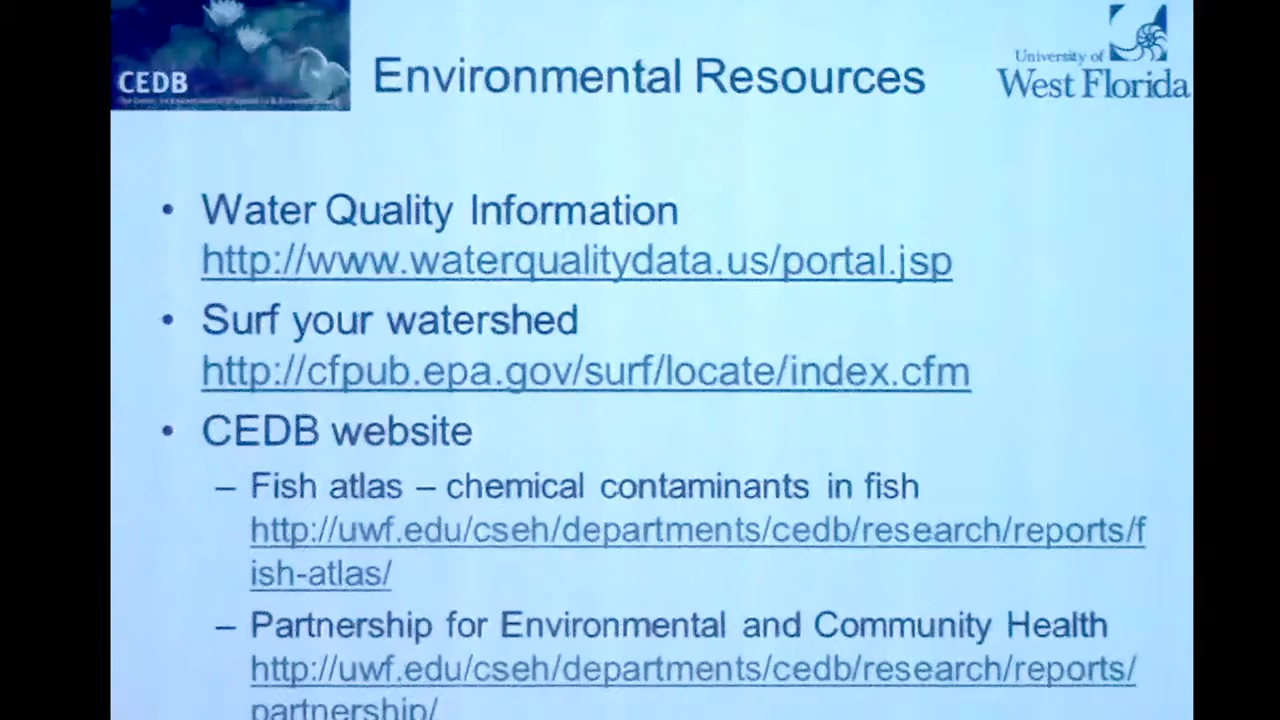 CEDB
Environmental Resources
University of
West Florida
• Water Quality Information
http://www.waterqualitydata.us/portal.jsp
• Surf your watershed
http://cfpub.epa.gov/surf/locate/index.cfm
• CEDB website
– Fish atlas – chemical contaminants in fish
http://uwf.edu/cseh/departments/cedb/research/reports/f
ish-atlas/
– Partnership for Environmental and Community Health
http://uwf.edu/cseh/departments/cedb/research/reports/
partnership/